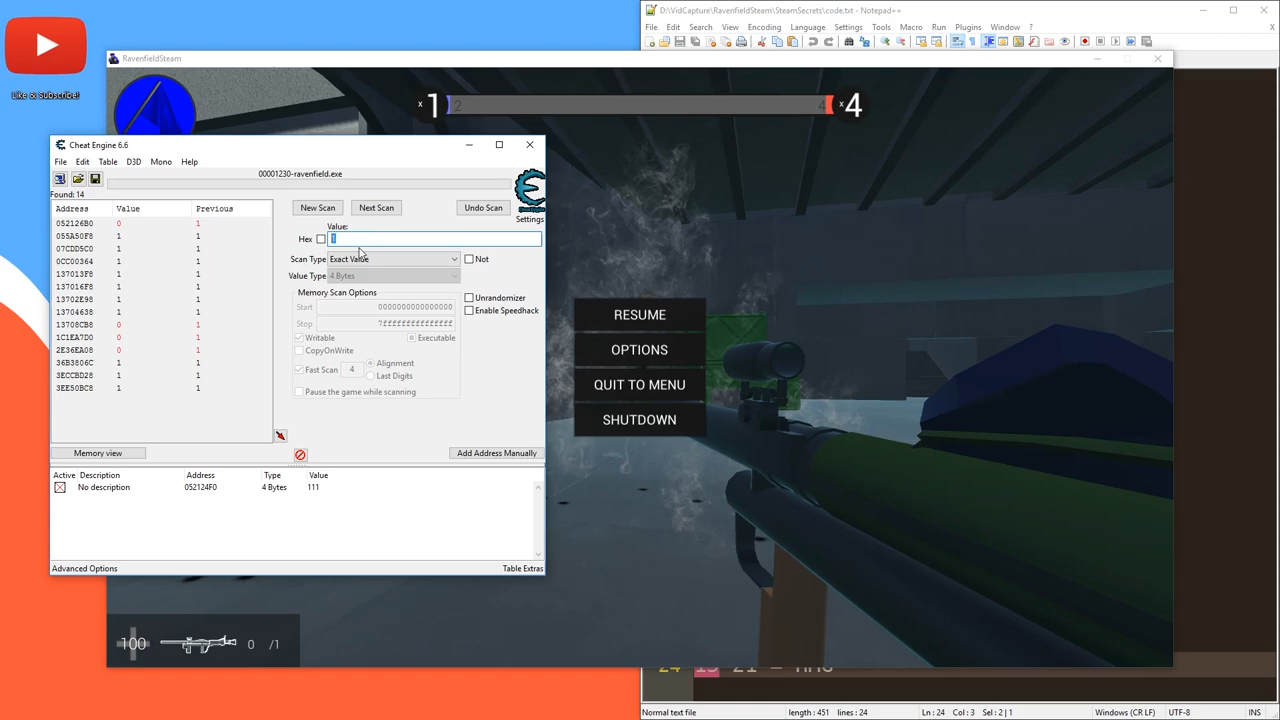 D:\VidCapture\RavenfieldSteam\SteamSecrets\code.txt - Notepad++
File Edit Search View Encoding Language Settings Tools Macro Run Plugins Window ?
X
Like & Subscribe!
RavenfieldSteam
x 1 2 4 x 4
Cheat Engine 6.6
File Edit Table D3D Mono Help
00001230-ravenfield.exe
Found: 14
Address Value Previous
052126B0 0 1
055A50F8 1 1
07CDD5C0 1 1
0CC00364 1 1
137013F8 1 1
137016F8 1 1
13702E98 1 1
13704638 1 1
13708CB8 0 1
1C1EA7D0 0 1
2E36EA08 0 1
36B3806C 1 1
3ECCBD28 1 1
3EE50BC8 1 1
New Scan Next Scan Undo Scan
Settings
Value:
Hex 1
Scan Type Exact Value Not
Value Type 4 Bytes
Memory Scan Options
Start 0000000000000000
Stop 7fffffffffffffff
Writable Executable
CopyOnWrite
Fast Scan 4 Alignment
Last Digits
Pause the game while scanning
Unrandomizer
Enable Speedhack
Memory view Add Address Manually
Active Description Address Type Value
No description 052124F0 4 Bytes 111
Advanced Options Table Extras
RESUME
OPTIONS
QUIT TO MENU
SHUTDOWN
100 0 /1
Normal text file length : 451 lines : 24 Ln : 24 Col : 3 Sel : 2 | 1 Windows (CR LF) UTF-8 INS